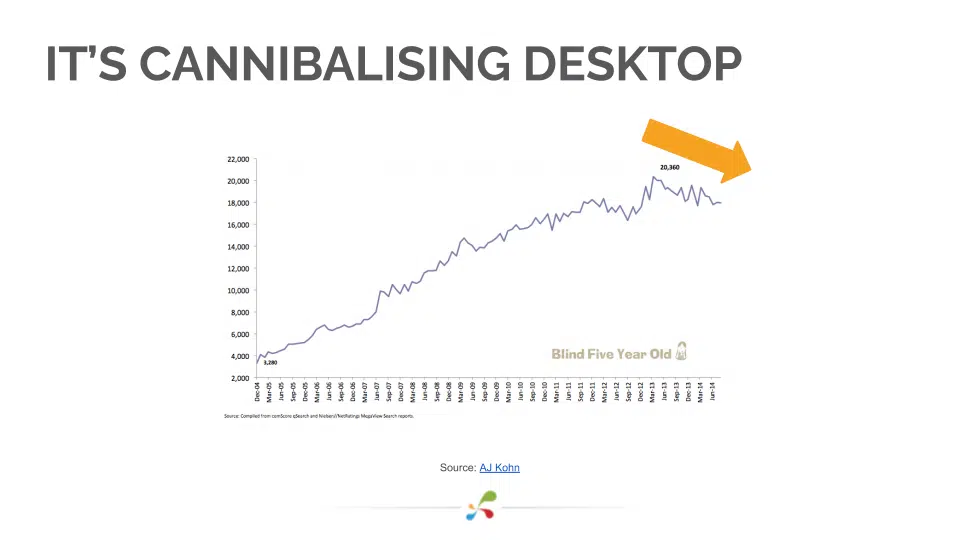 IT'S CANNIBALISING DESKTOP
22,000
20,000
18,000
16,000
14,000
12,000
10,000
8,000
6,000
4,000
2,000
20,360
3,280
Blind Five Year Old
Dec-04
Mar-05
Jun-05
Sep-05
Dec-05
Mar-06
Jun-06
Sep-06
Dec-06
Mar-07
Jun-07
Sep-07
Dec-07
Mar-08
Jun-08
Sep-08
Dec-08
Mar-09
Jun-09
Sep-09
Dec-09
Mar-10
Jun-10
Sep-10
Dec-10
Mar-11
Jun-11
Sep-11
Dec-11
Mar-12
Jun-12
Sep-12
Dec-12
Mar-13
Jun-13
Sep-13
Dec-13
Mar-14
Jun-14
Source: Compiled from comScore qSearch and Nielsen//NetRatings MegaView Search reports.
Source: AJ Kohn